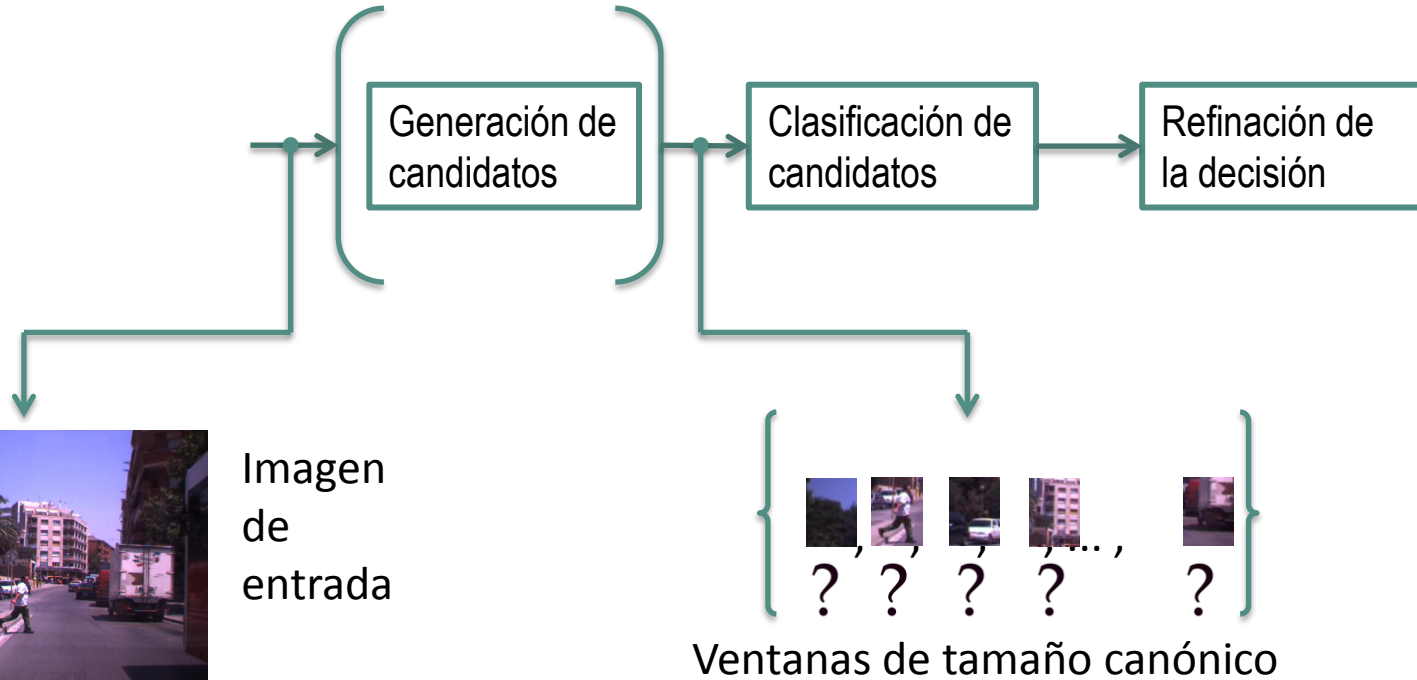 Generación de
candidatos
Clasificación de
candidatos
Refinación de
la decisión
Imagen
de
entrada
, , , , ... ,
? ? ? ? ?
Ventanas de tamaño canónico